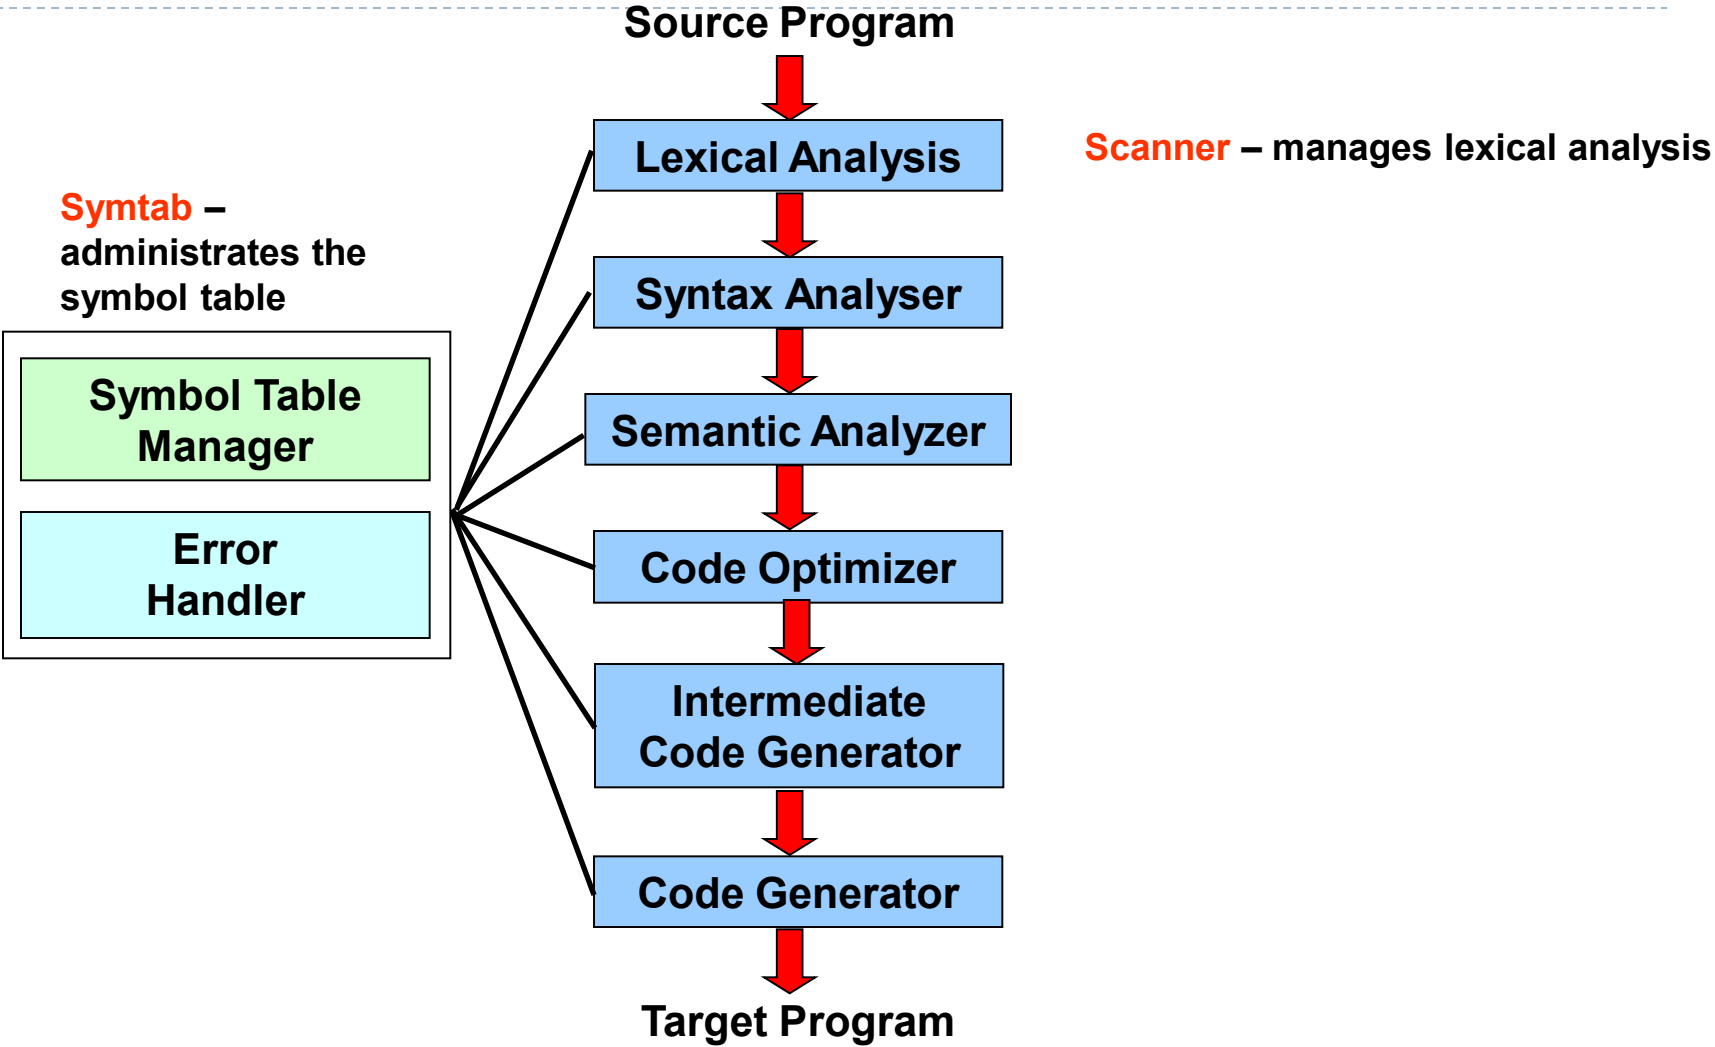 Source Program
Lexical Analysis
Scanner – manages lexical analysis
Symtab –
administrates the
symbol table
Syntax Analyser
Symbol Table
Manager
Semantic Analyzer
Error
Handler
Code Optimizer
Intermediate
Code Generator
Code Generator
Target Program